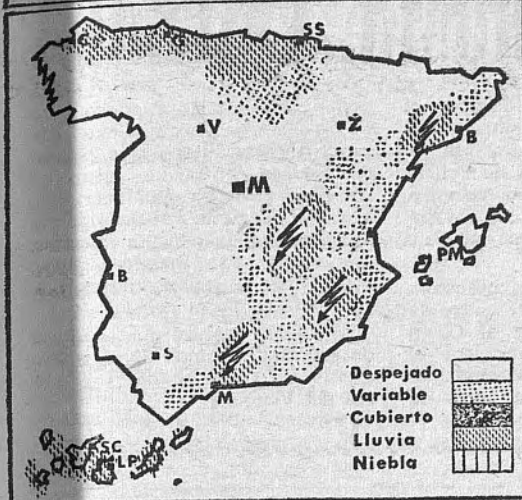 C G SS
V Ż B
M
PM
B
S
M
SC
LP
Despejado
Variable
Cubierto
Lluvia
Niebla